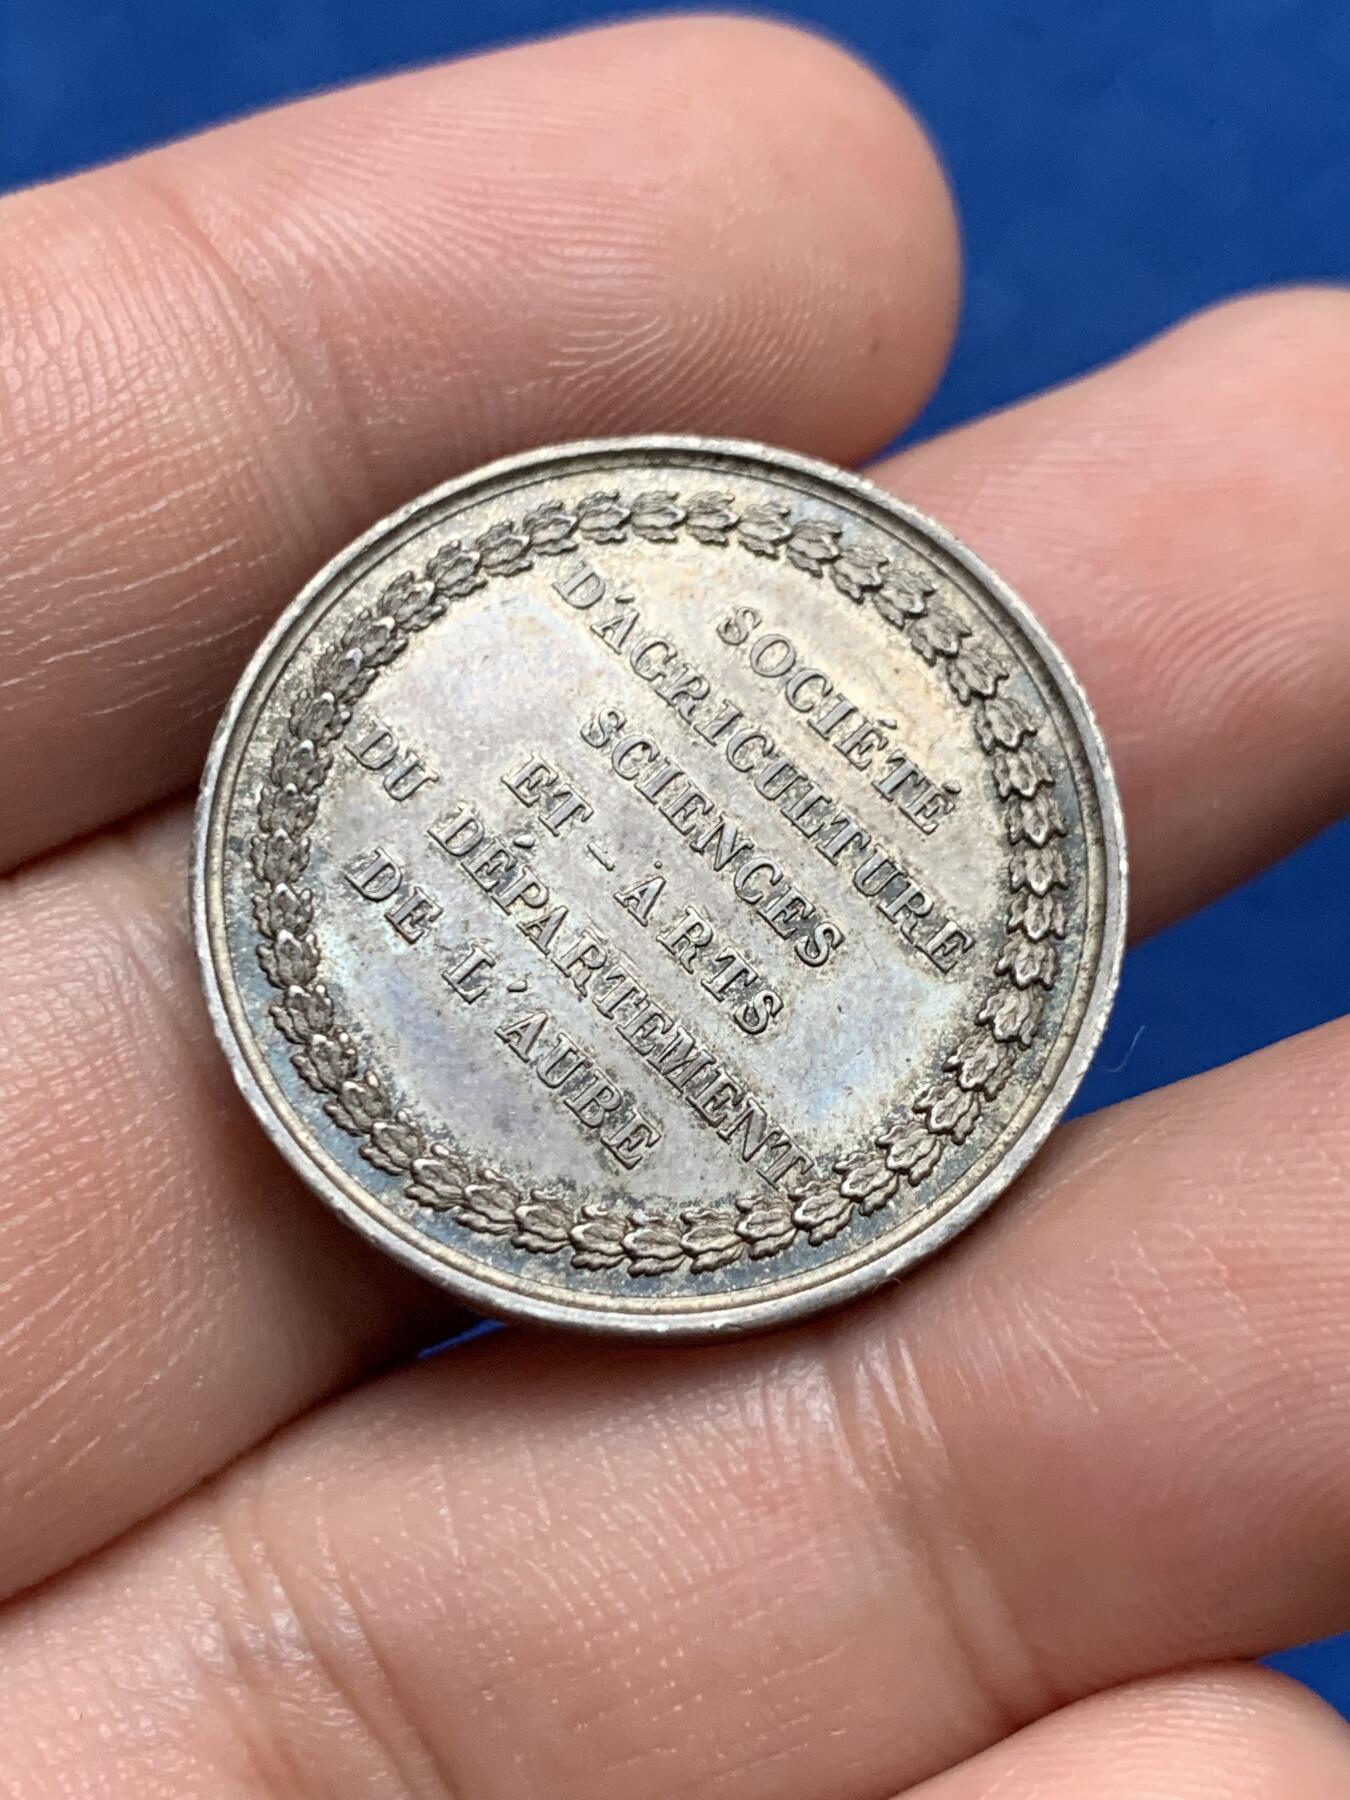 SOCIÉTÉ
D'AGRICULTURE
SCIENCES
ET - ARTS
DU DÉPARTEMENT
DE L'AUBE